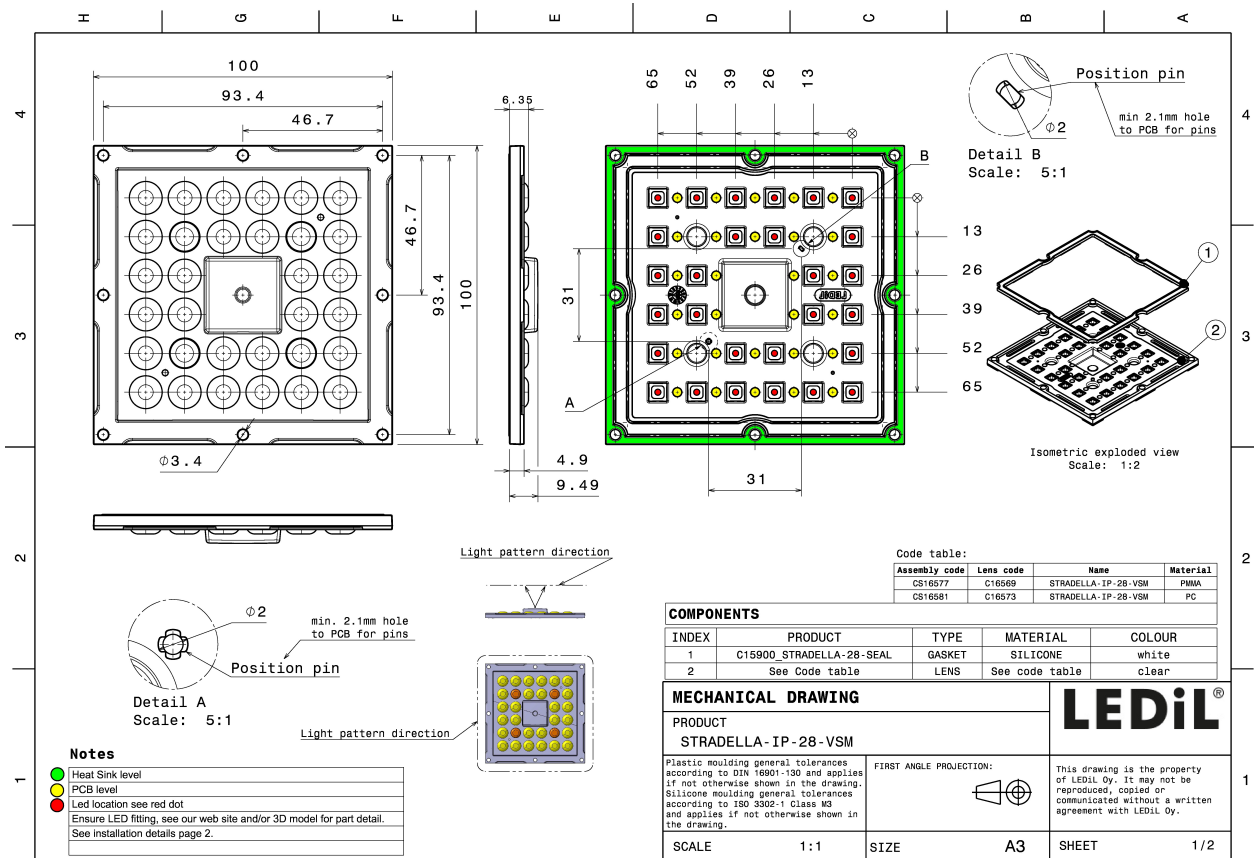 H G F E D C B A
4
4
3
3
2
2
1
1
100
93.4
46.7
46.7
93.4
100
Ø3.4
6.35
31
4.9
9.49
65 52 39 26 13
B
A
31
13
26
39
52
65
LEDiL
Position pin
Ø2
min 2.1mm hole
to PCB for pins
Detail B
Scale: 5:1
1
2
Isometric exploded view
Scale: 1:2
Ø2
min. 2.1mm hole
to PCB for pins
Position pin
Detail A
Scale: 5:1
Light pattern direction
Light pattern direction
Notes
Heat Sink level
PCB level
Led location see red dot
Ensure LED fitting, see our web site and/or 3D model for part detail.
See installation details page 2.
Code table:
Assembly code Lens code Name Material
CS16577 C16569 STRADELLA-IP-28-VSM PMMA
CS16581 C16573 STRADELLA-IP-28-VSM PC
COMPONENTS
INDEX PRODUCT TYPE MATERIAL COLOUR
1 C15900_STRADELLA-28-SEAL GASKET SILICONE white
2 See Code table LENS See code table clear
MECHANICAL DRAWING
PRODUCT
STRADELLA-IP-28-VSM
LEDiL®
Plastic moulding general tolerances
according to DIN 16901-130 and applies
if not otherwise shown in the drawing.
Silicone moulding general tolerances
according to ISO 3302-1 Class M3
and applies if not otherwise shown in
the drawing.
FIRST ANGLE PROJECTION:
This drawing is the property
of LEDiL Oy. It may not be
reproduced, copied or
communicated without a written
agreement with LEDiL Oy.
SCALE 1:1 SIZE A3 SHEET 1/2